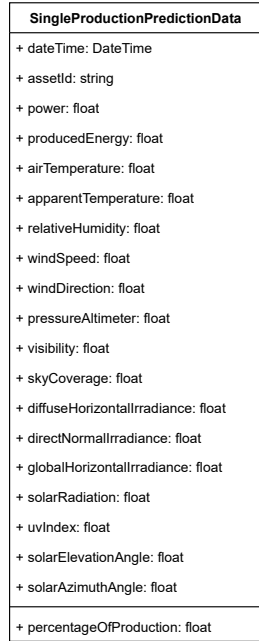 SingleProductionPredictionData
+ dateTime: DateTime
+ assetId: string
+ power: float
+ producedEnergy: float
+ airTemperature: float
+ apparentTemperature: float
+ relativeHumidity: float
+ windSpeed: float
+ windDirection: float
+ pressureAltimeter: float
+ visibility: float
+ skyCoverage: float
+ diffuseHorizontalIrradiance: float
+ directNormalIrradiance: float
+ globalHorizontalIrradiance: float
+ solarRadiation: float
+ uvIndex: float
+ solarElevationAngle: float
+ solarAzimuthAngle: float
+ percentageOfProduction: float